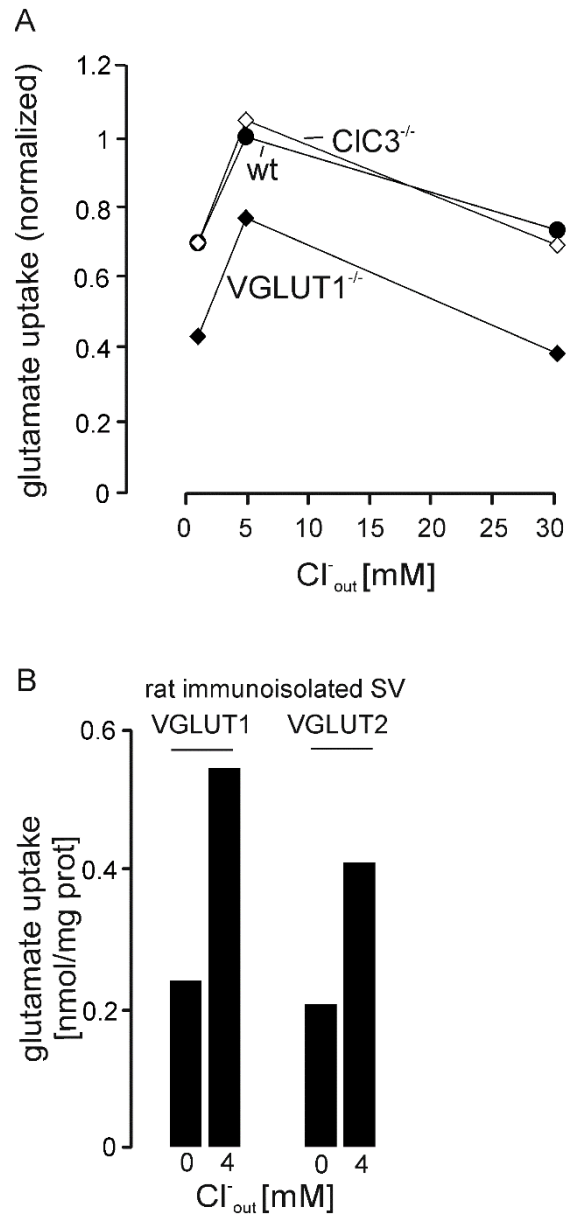 A
1.2
1
0.8
0.6
0.4
0.2
0
glutamate uptake (normalized)
ClC3-/-
wt
VGLUT1-/-
0 5 10 15 20 25 30
Cl-out [mM]
B
rat immunoisolated SV
VGLUT1 VGLUT2
0.6
0.4
0.2
0
glutamate uptake
[nmol/mg prot]
0 4 0 4
Cl-out [mM]